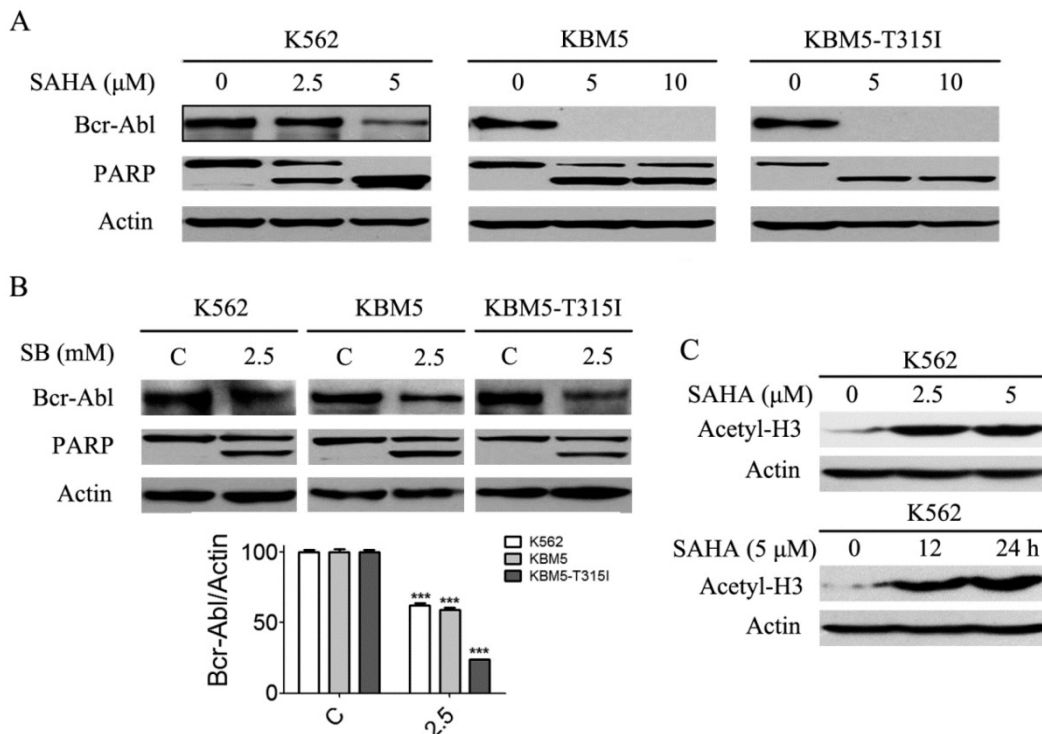 A
K562 KBM5 KBM5-T315I
SAHA (μM) 0 2.5 5 0 5 10 0 5 10
Bcr-Abl
PARP
Actin
B
K562 KBM5 KBM5-T315I
SB (mM) C 2.5 C 2.5 C 2.5
Bcr-Abl
PARP
Actin
Bcr-Abl/Actin
100
50
0
K562
KBM5
KBM5-T315I
*** *** ***
C 2.5
C
K562
SAHA (μM) 0 2.5 5
Acetyl-H3
Actin
K562
SAHA (5 μM) 0 12 24 h
Acetyl-H3
Actin